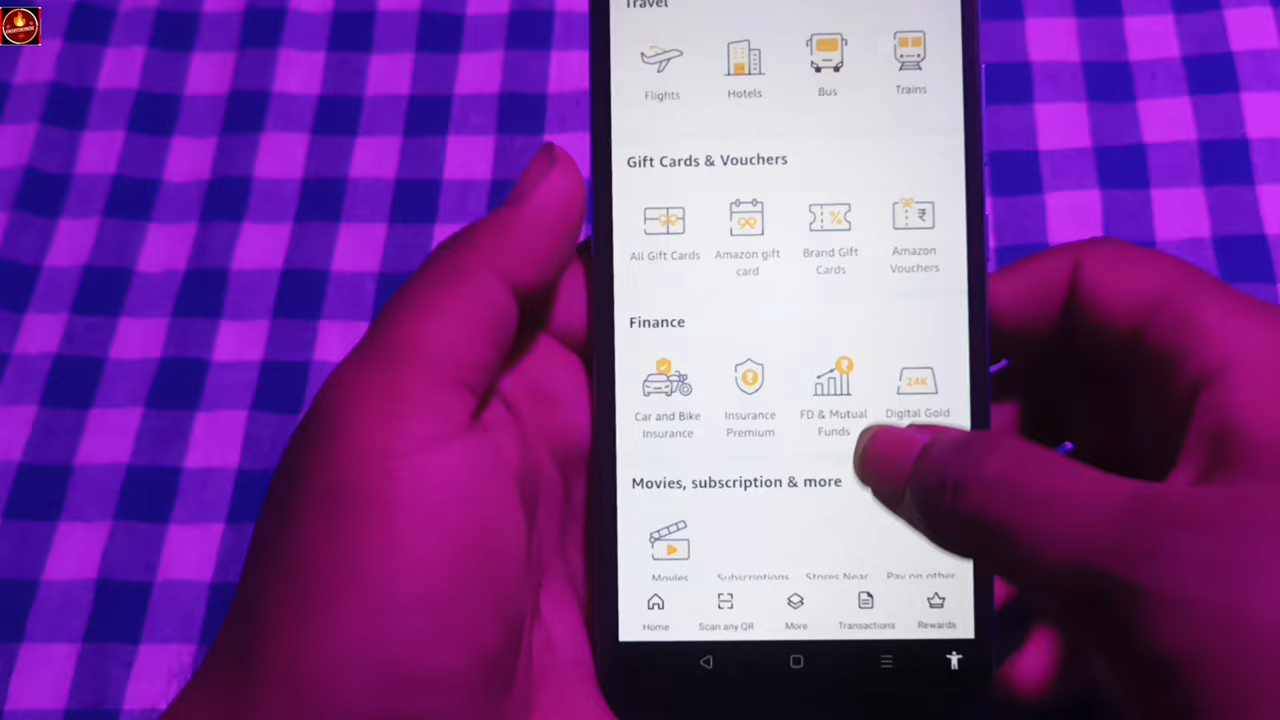 Travel
Flights
Hotels
Bus
Trains
Gift Cards & Vouchers
All Gift Cards
Amazon gift
card
Brand Gift
Cards
Amazon
Vouchers
Finance
Car and Bike
Insurance
Insurance
Premium
FD & Mutual
Funds
24K
Digital Gold
Movies, subscription & more
Movies
Subscriptions
Stores Near
Pay on other
Home
Scan any QR
More
Transactions
Rewards